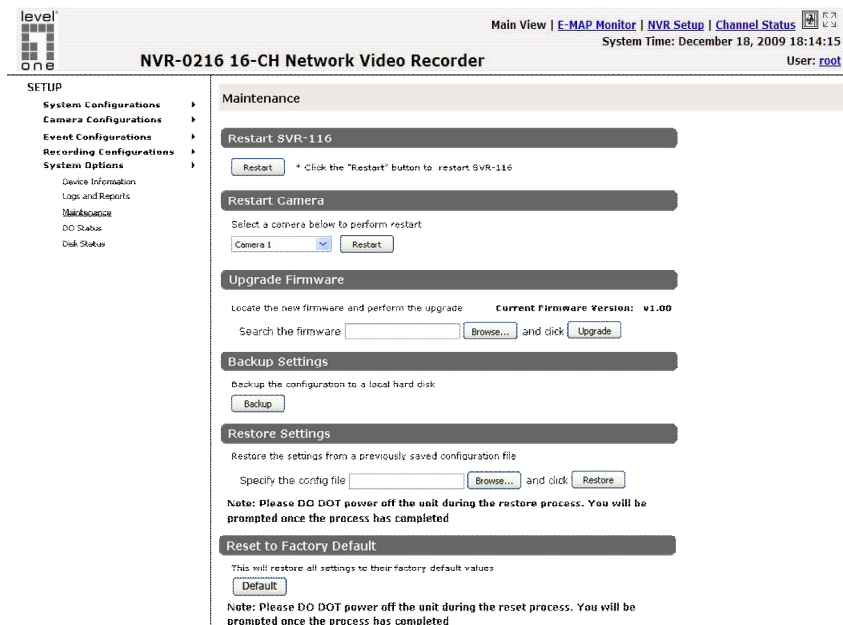 level
one
Main View | E-MAP Monitor | NVR Setup | Channel Status
System Time: December 18, 2009 18:14:15
NVR-0216 16-CH Network Video Recorder
User: root
SETUP
System Configurations
Camera Configurations
Event Configurations
Recording Configurations
System Options
Device Information
Logs and Reports
Maintenance
DO Status
Disk Status
Maintenance
Restart SVR-116
Restart * Click the "Restart" button to restart SVR-116
Restart Camera
Select a camera below to perform restart
Camera 1 Restart
Upgrade Firmware
Locate the new firmware and perform the upgrade Current Firmware Version: v1.00
Search the firmware Browse... and click Upgrade
Backup Settings
Backup the configuration to a local hard disk
Backup
Restore Settings
Restore the settings from a previously saved configuration file
Specify the config file Browse... and click Restore
Note: Please DO DOT power off the unit during the restore process. You will be
prompted once the process has completed
Reset to Factory Default
This will restore all settings to their factory default values
Default
Note: Please DO DOT power off the unit during the reset process. You will be
prompted once the process has completed